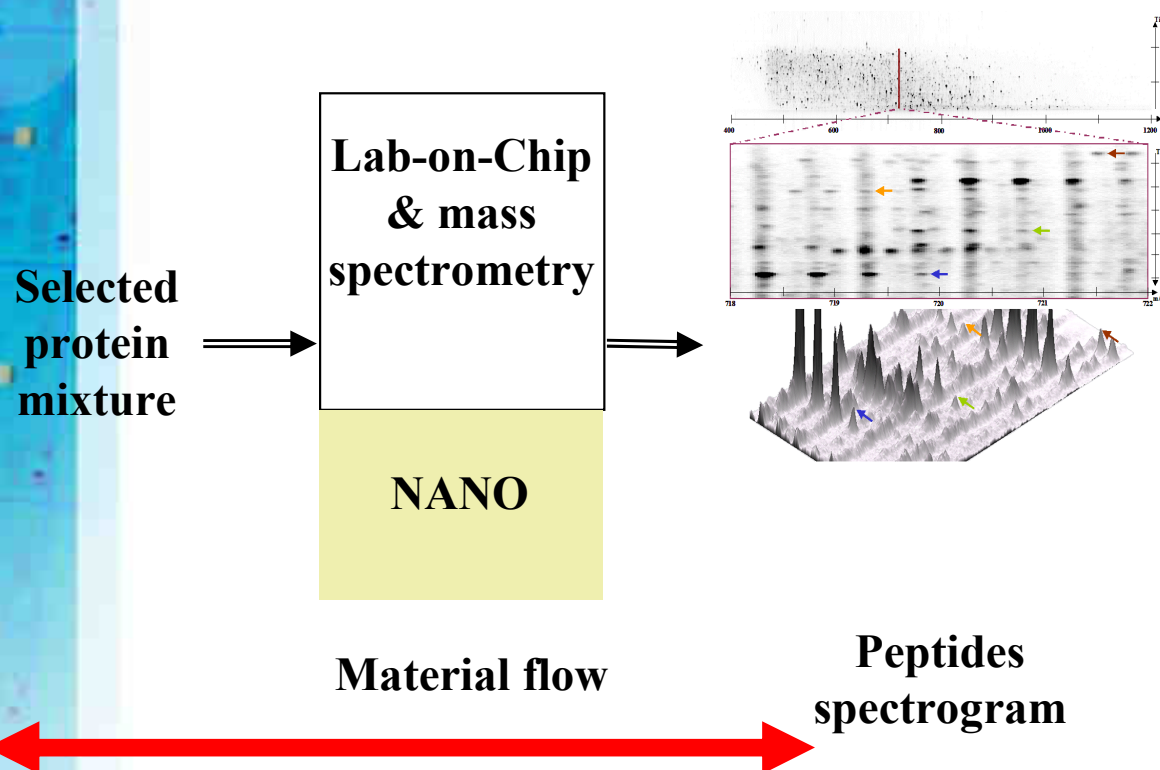 Selected
protein
mixture
Lab-on-Chip
& mass
spectrometry
NANO
Material flow
400 600 800 1000 1200
718 719 720 721 722
Peptides
spectrogram